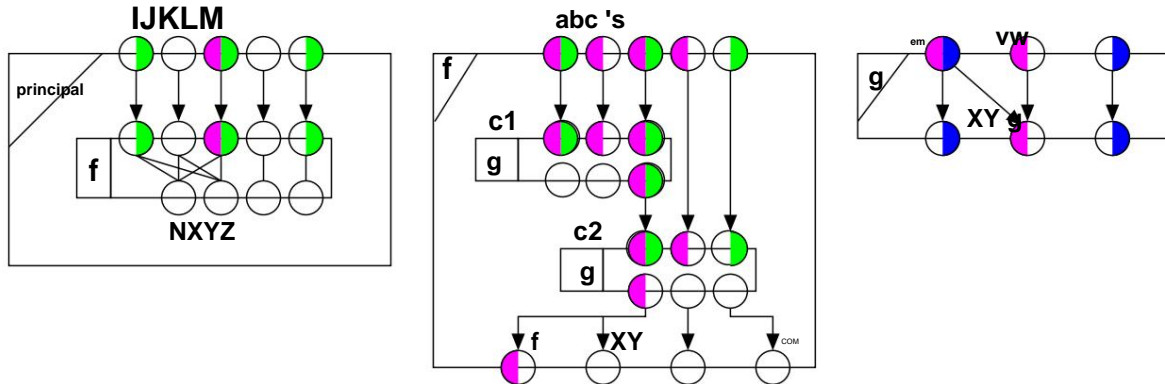 IJKLM
principal
f
NXYZ
abc 's
f
c1
g
c2
g
f
XY
COM
em
vw
g
XY g